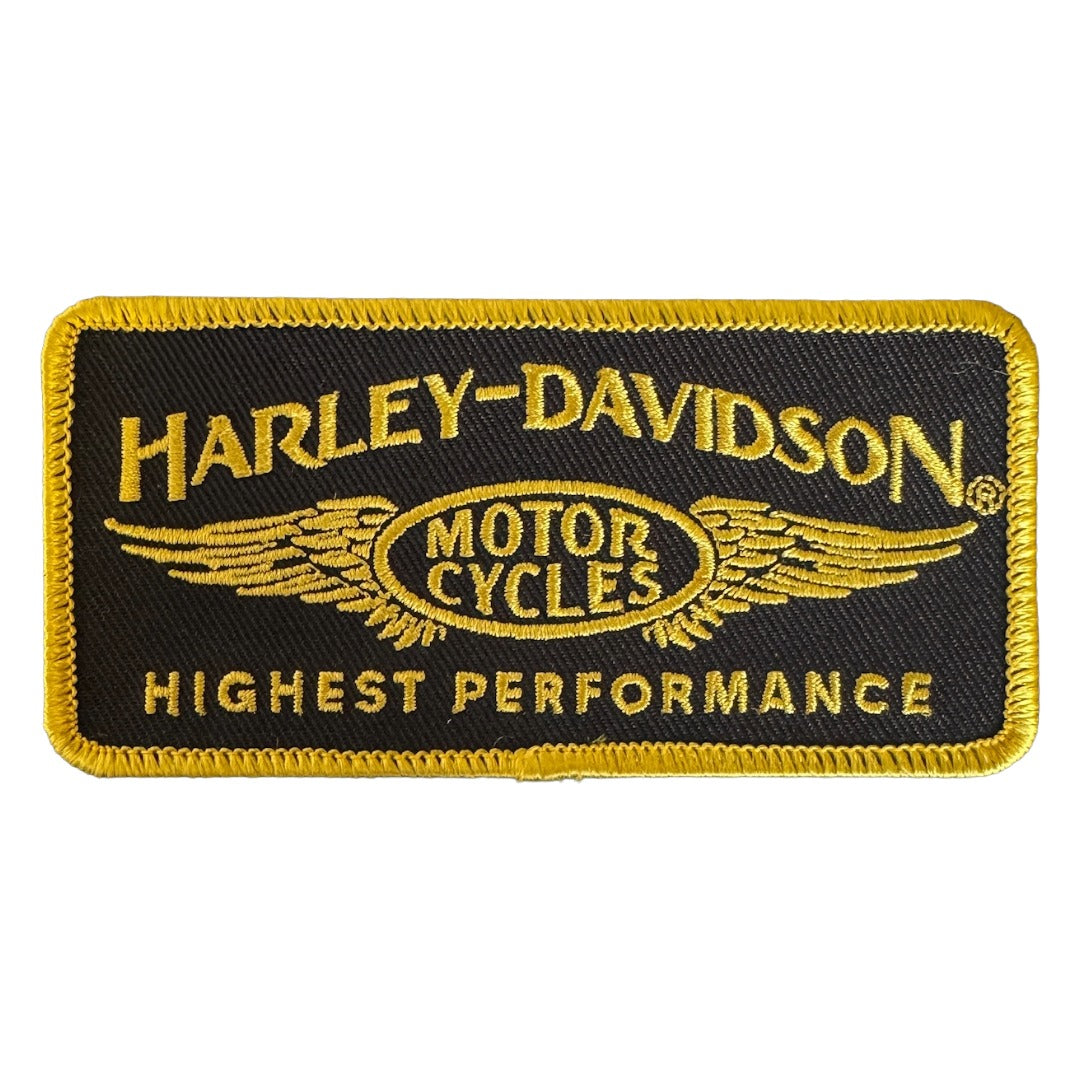 HARLEY-DAVIDSON®
MOTOR
CYCLES
HIGHEST PERFORMANCE